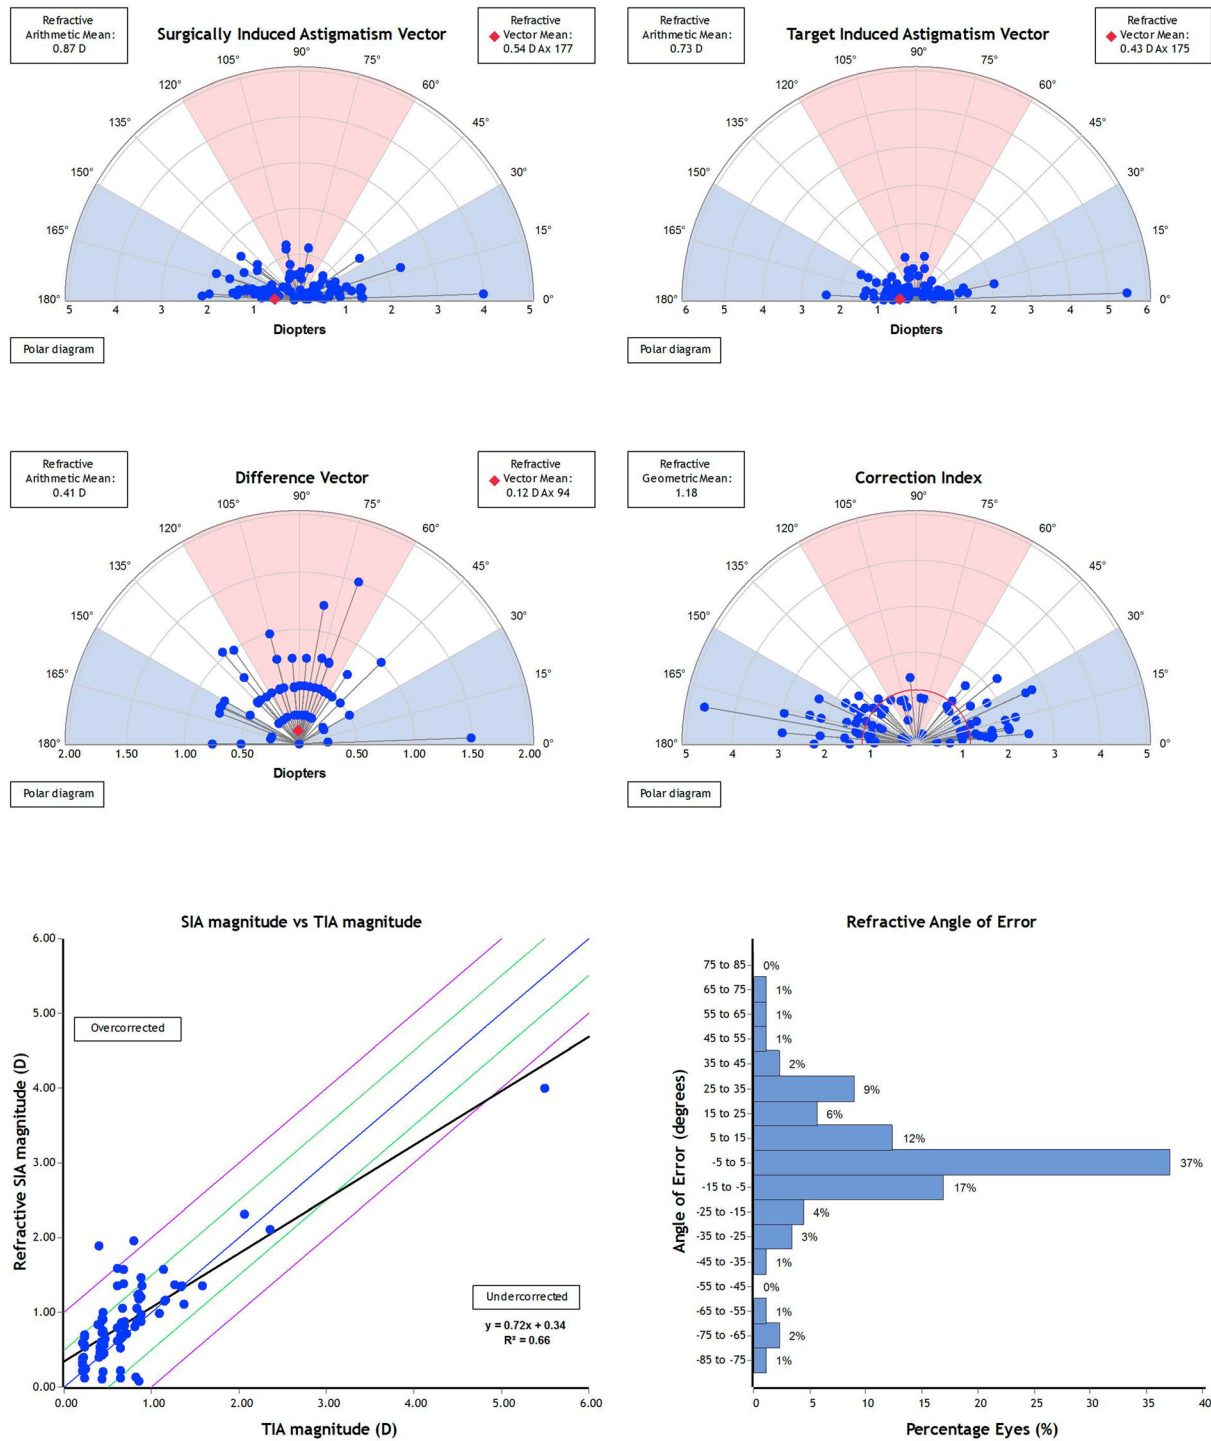 Refractive
Arithmetic Mean:
0.87 D
Surgically Induced Astigmatism Vector
Refractive
Vector Mean:
0.54 D Ax 177
90°
105°
75°
120°
60°
135°
45°
150°
30°
165°
15°
180°
0°
5 4 3 2 1 1 2 3 4 5
Diopters
Polar diagram
Refractive
Arithmetic Mean:
0.73 D
Target Induced Astigmatism Vector
Refractive
Vector Mean:
0.43 D Ax 175
90°
105°
75°
120°
60°
135°
45°
150°
30°
165°
15°
180°
0°
6 5 4 3 2 1 1 2 3 4 5 6
Diopters
Polar diagram
Refractive
Arithmetic Mean:
0.41 D
Difference Vector
Refractive
Vector Mean:
0.12 D Ax 94
90°
105°
75°
120°
60°
135°
45°
150°
30°
165°
15°
180°
0°
2.00 1.50 1.00 0.50 0.50 1.00 1.50 2.00
Diopters
Polar diagram
Refractive
Geometric Mean:
1.18
Correction Index
90°
105°
75°
120°
60°
135°
45°
150°
30°
165°
15°
180°
0°
5 4 3 2 1 1 2 3 4 5
Polar diagram
SIA magnitude vs TIA magnitude
Refractive SIA magnitude (D)
6.00
5.00
4.00
3.00
2.00
1.00
0.00
Overcorrected
Undercorrected
y = 0.72x + 0.34
R² = 0.66
0.00 1.00 2.00 3.00 4.00 5.00 6.00
TIA magnitude (D)
Refractive Angle of Error
Angle of Error (degrees)
75 to 85 0%
65 to 75 1%
55 to 65 1%
45 to 55 1%
35 to 45 2%
25 to 35 9%
15 to 25 6%
5 to 15 12%
-5 to 5 37%
-15 to -5 17%
-25 to -15 4%
-35 to -25 3%
-45 to -35 1%
-55 to -45 0%
-65 to -55 1%
-75 to -65 2%
-85 to -75 1%
0 5 10 15 20 25 30 35 40
Percentage Eyes (%)